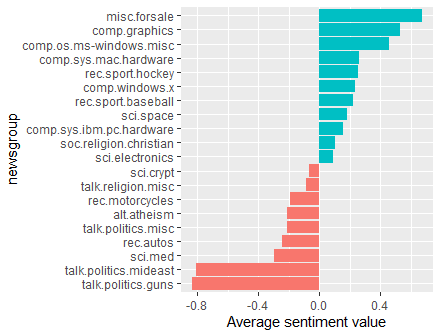 misc.forsale
comp.graphics
comp.os.ms-windows.misc
comp.sys.mac.hardware
rec.sport.hockey
comp.windows.x
rec.sport.baseball
sci.space
comp.sys.ibm.pc.hardware
soc.religion.christian
sci.electronics
sci.crypt
talk.religion.misc
rec.motorcycles
alt.atheism
talk.politics.misc
rec.autos
sci.med
talk.politics.mideast
talk.politics.guns
newsgroup
-0.8 -0.4 0.0 0.4
Average sentiment value